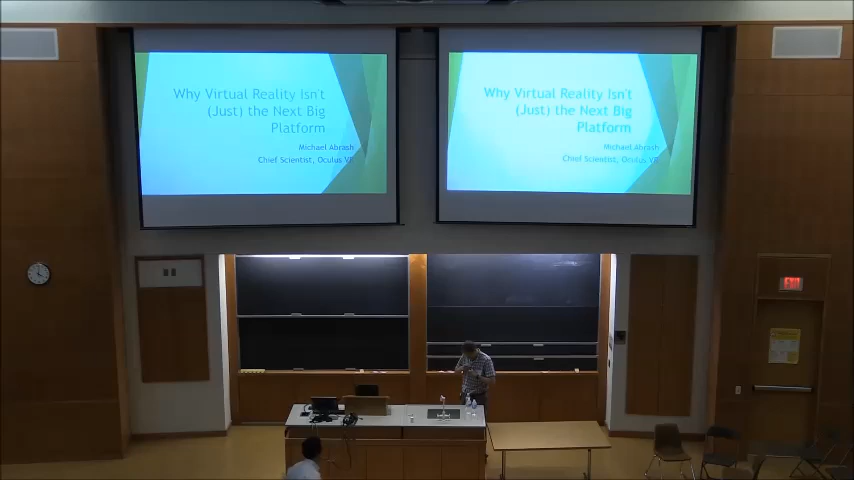 Why Virtual Reality Isn't
(Just) the Next Big
Platform
Michael Abrash
Chief Scientist, Oculus VR
Why Virtual Reality Isn't
(Just) the Next Big
Platform
Michael Abrash
Chief Scientist, Oculus VR
EXIT